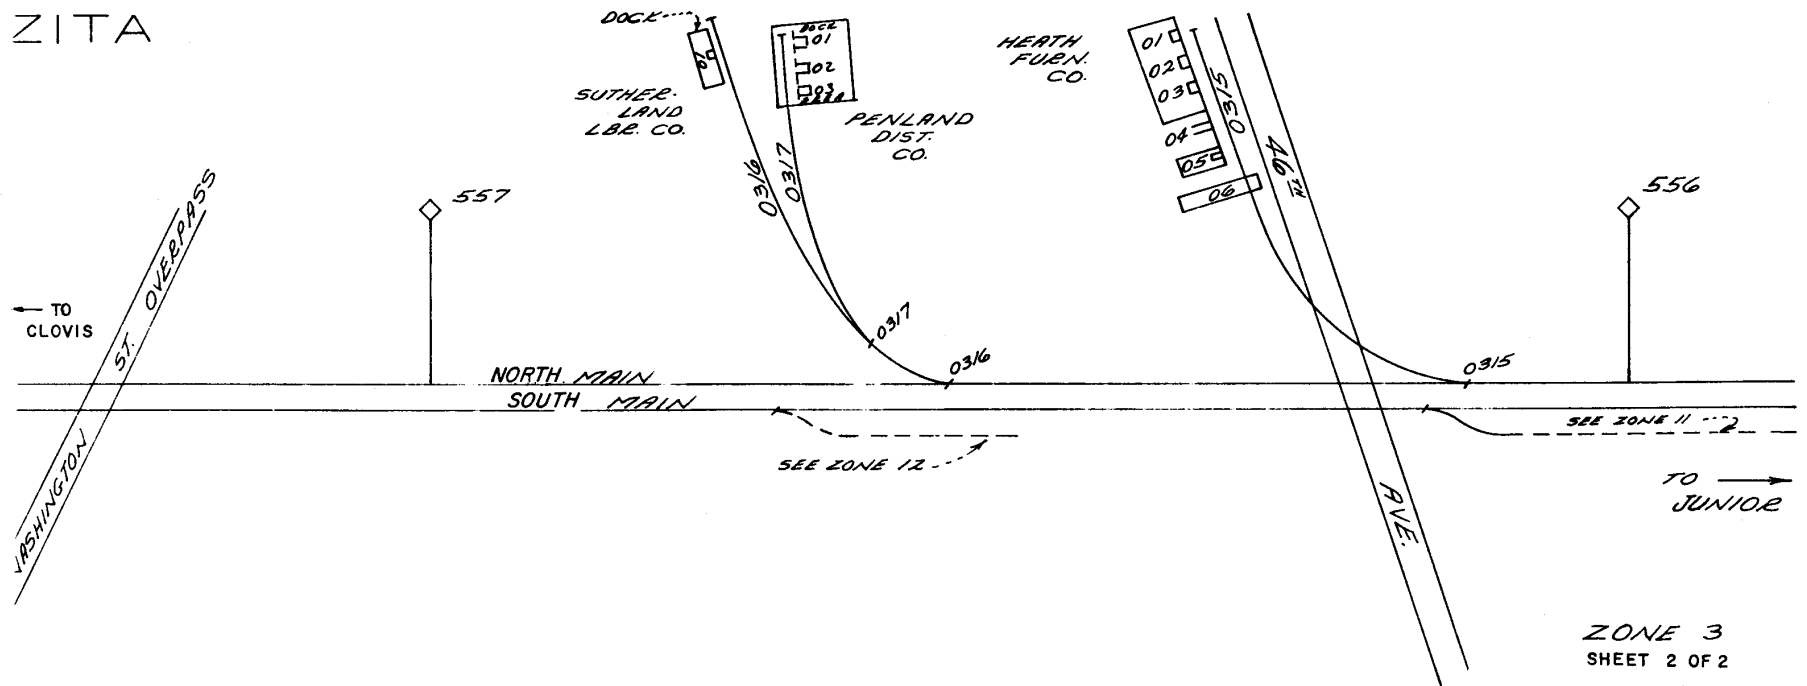 ZITA
DOCK
01
SUTHER-
LAND
LBR. CO.
0316
DOCK
01
02
03
AREA
PENLAND
DIST.
CO.
0317
HEATH
FURN.
CO.
01
02
03
04
05
06
0315
46TH
AVE.
557
556
WASHINGTON ST. OVERPASS
← TO
CLOVIS
0317
0316
0315
NORTH MAIN
SOUTH MAIN
SEE ZONE 12
SEE ZONE 11
TO →
JUNIOR
ZONE 3
SHEET 2 OF 2